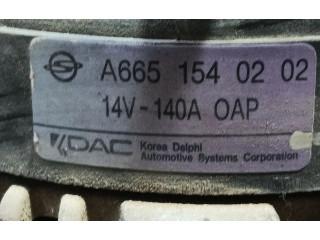 A665 154 02 02
14V-140A OAP
KDAC Korea Delphi
Automotive Systems Corporation